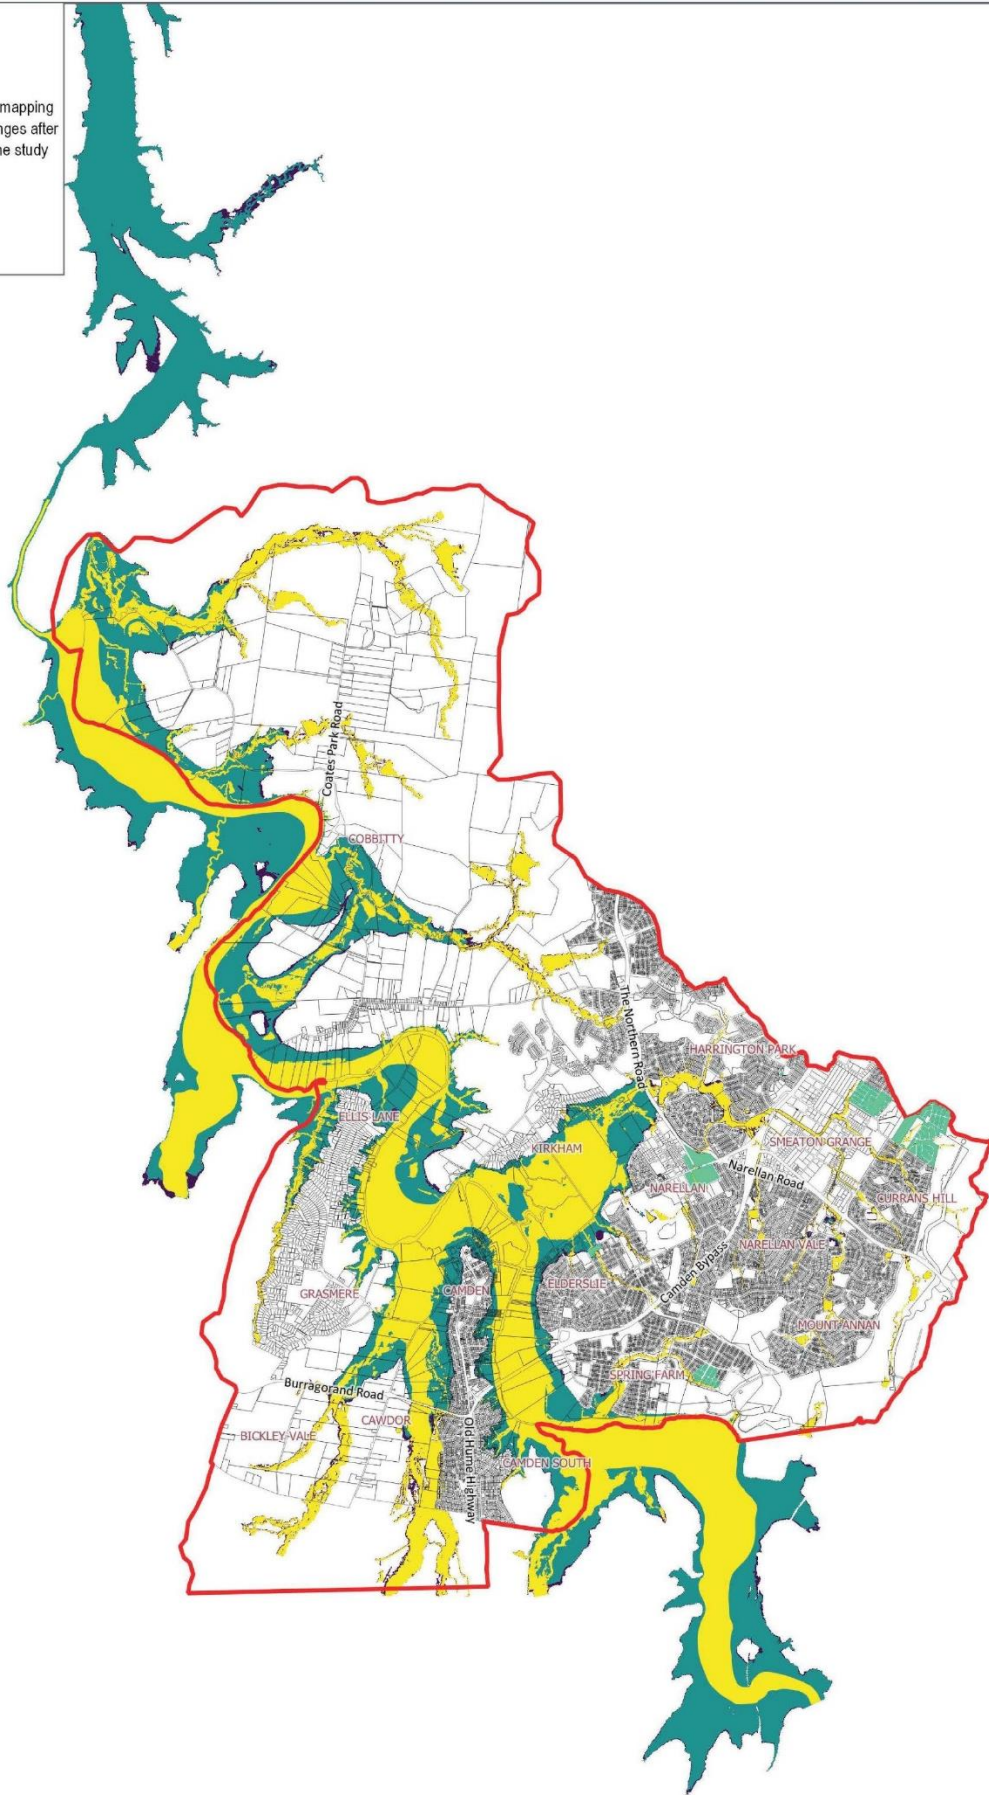 mapping
nges after
ne study
Coates Park Road
COBBITTY
The Northern Road
HARRINGTON PARK
ELLIS LANE
SMEATON GRANGE
KIRKHAM
Narellan Road
NARELLAN
CURRANS HILL
NARELLAN VALE
Camden Bypass
ELDERSLIE
GRASMERE
CAMDEN
MOUNT ANNAN
SPRING FARM
Burragorand Road
CAWDOR
BICKLEY VALE
Old Hume Highway
CAMDEN SOUTH